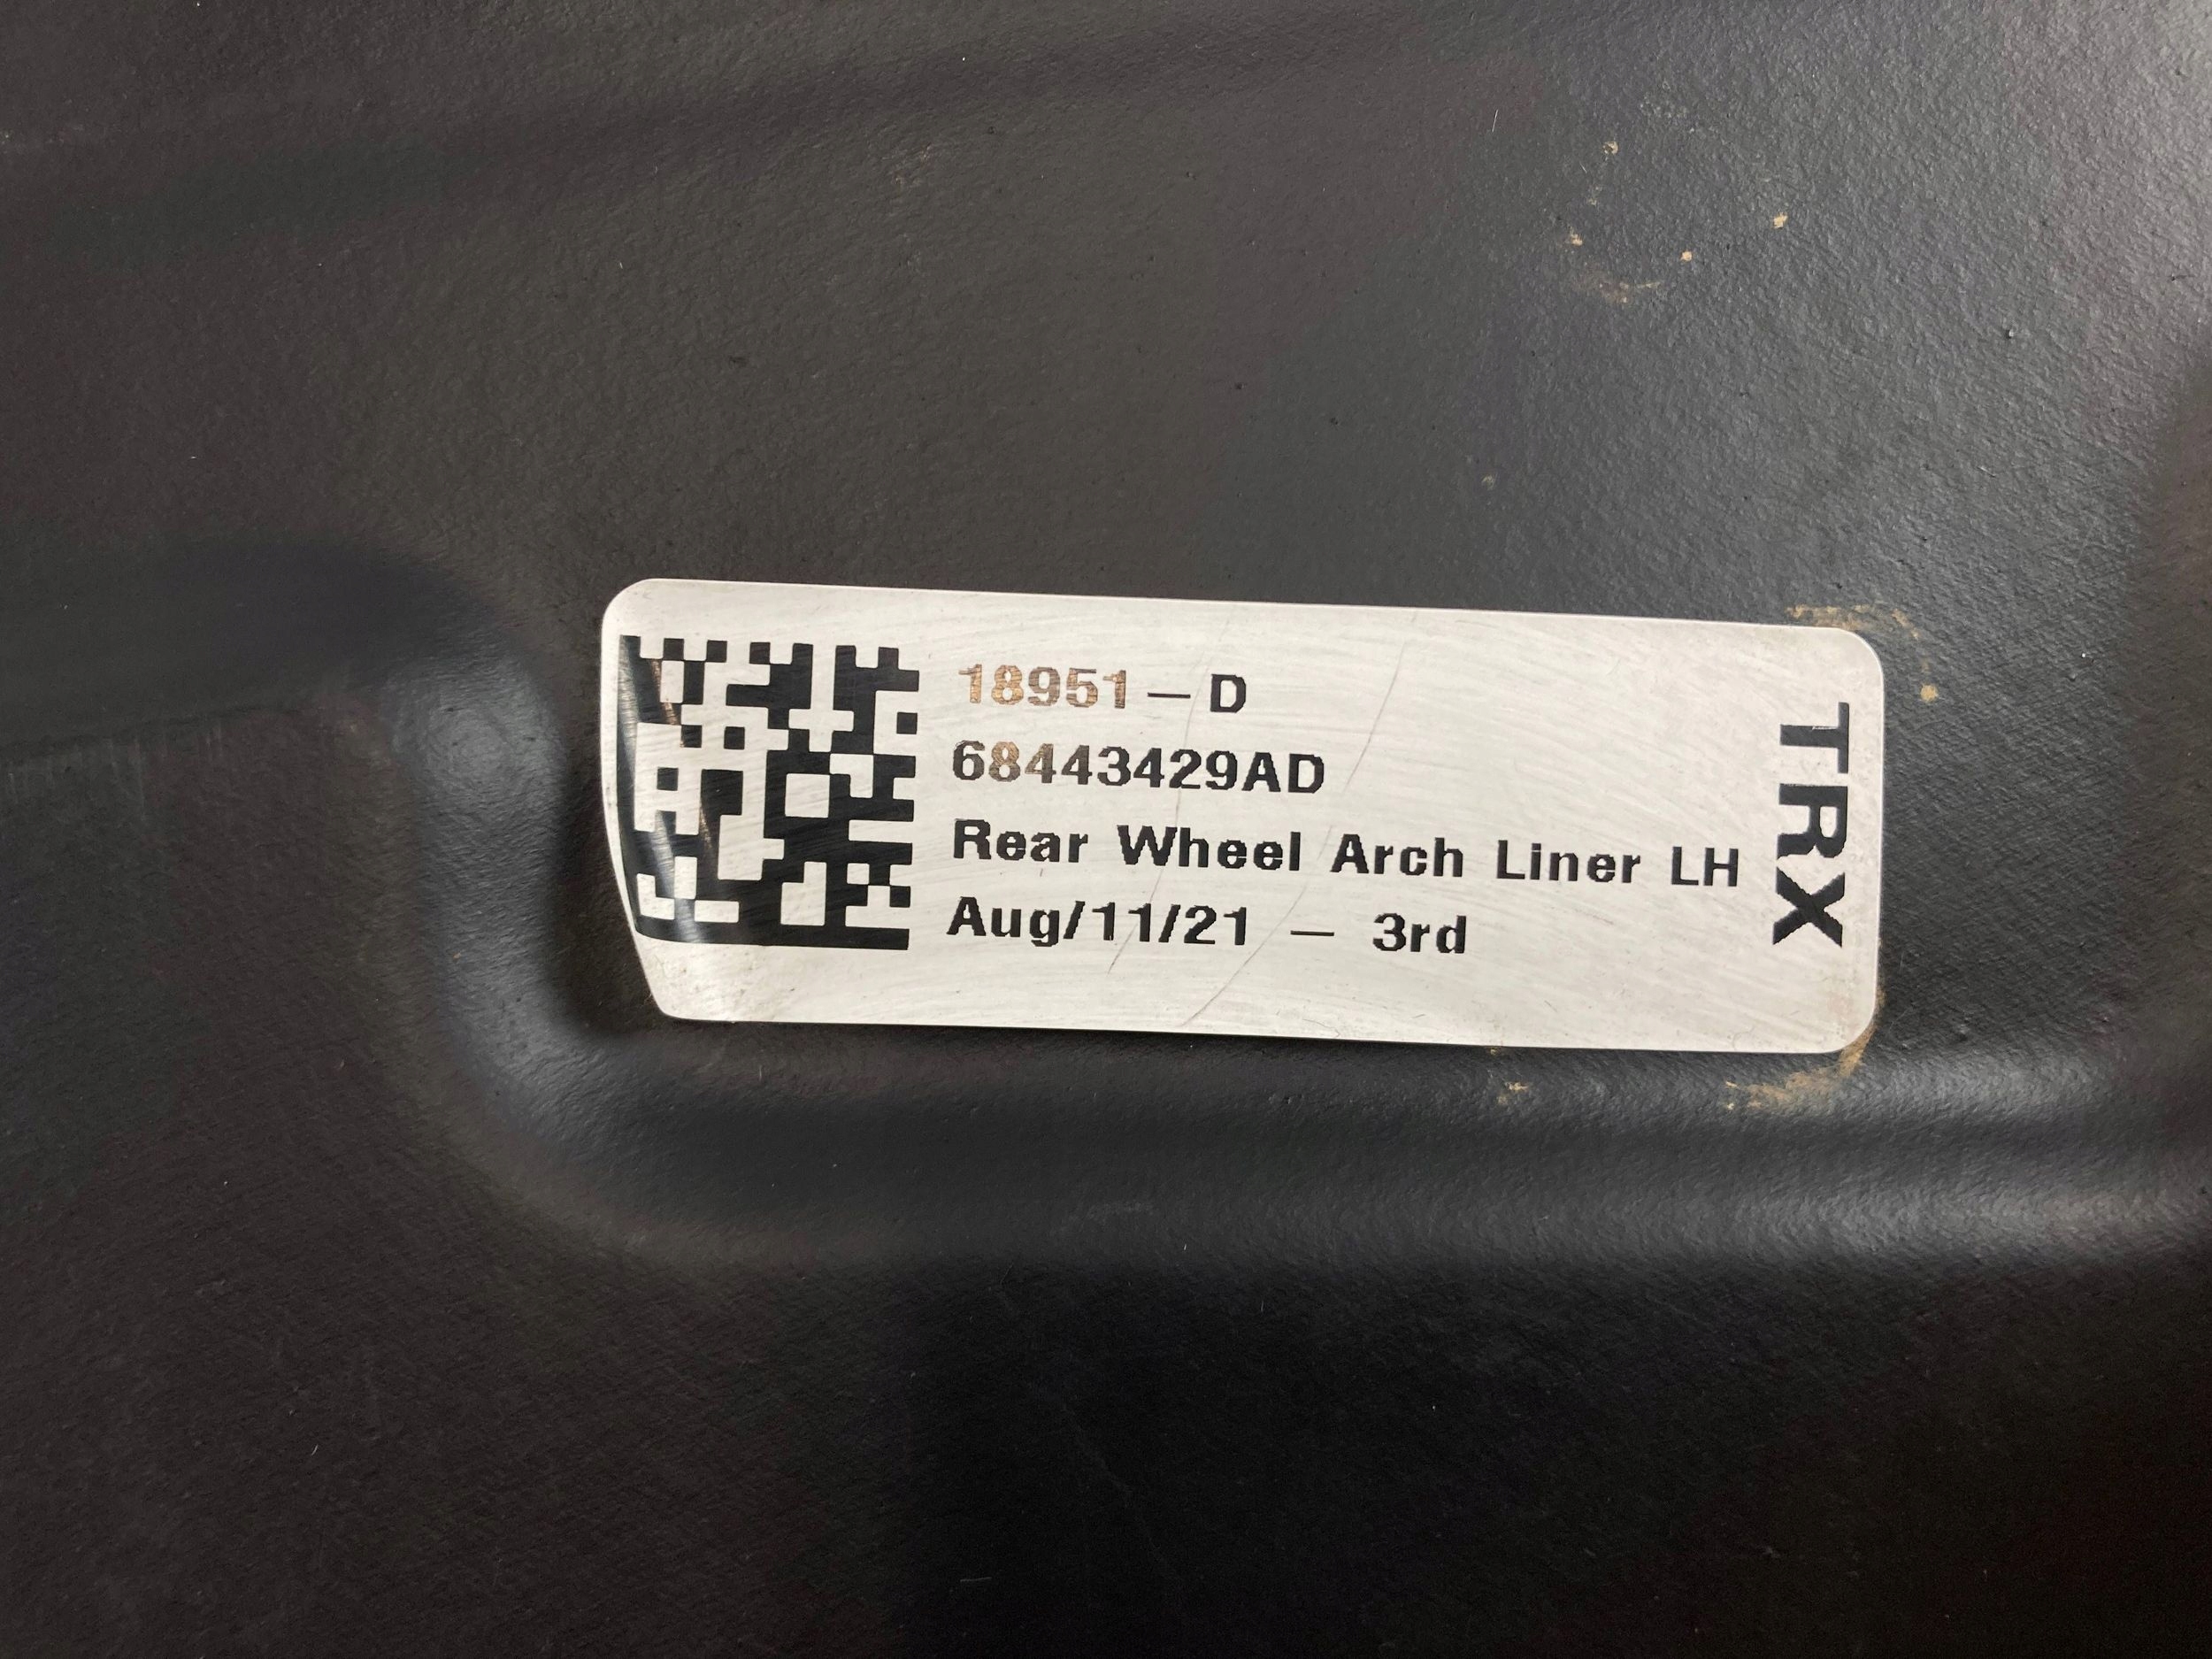 18951 – D
68443429AD
Rear Wheel Arch Liner LH
Aug/11/21 – 3rd
TRX